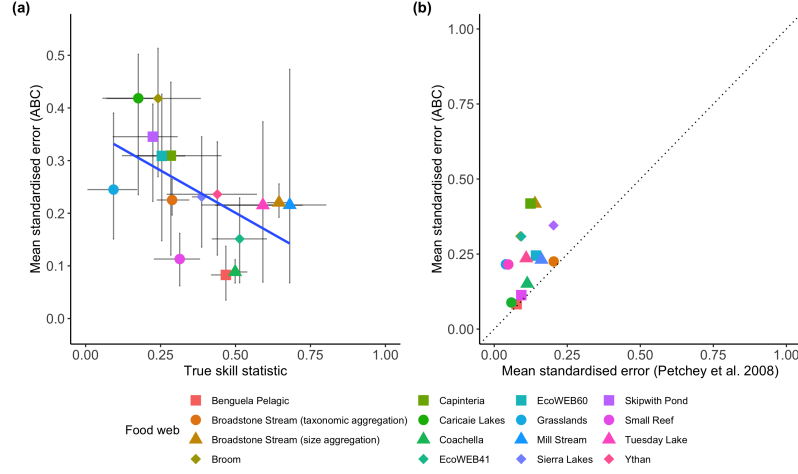 (a)
(b)
Mean standardised error (ABC)
0.5
0.4
0.3
0.2
0.1
0.0
0.00 0.25 0.50 0.75 1.00
True skill statistic
Mean standardised error (ABC)
1.00
0.75
0.50
0.25
0.00
0.00 0.25 0.50 0.75 1.00
Mean standardised error (Petchey et al. 2008)
Food web
Benguela Pelagic
Broadstone Stream (taxonomic aggregation)
Broadstone Stream (size aggregation)
Broom
Capinteria
Caricaie Lakes
Coachella
EcoWEB41
EcoWEB60
Grasslands
Mill Stream
Sierra Lakes
Skipwith Pond
Small Reef
Tuesday Lake
Ythan